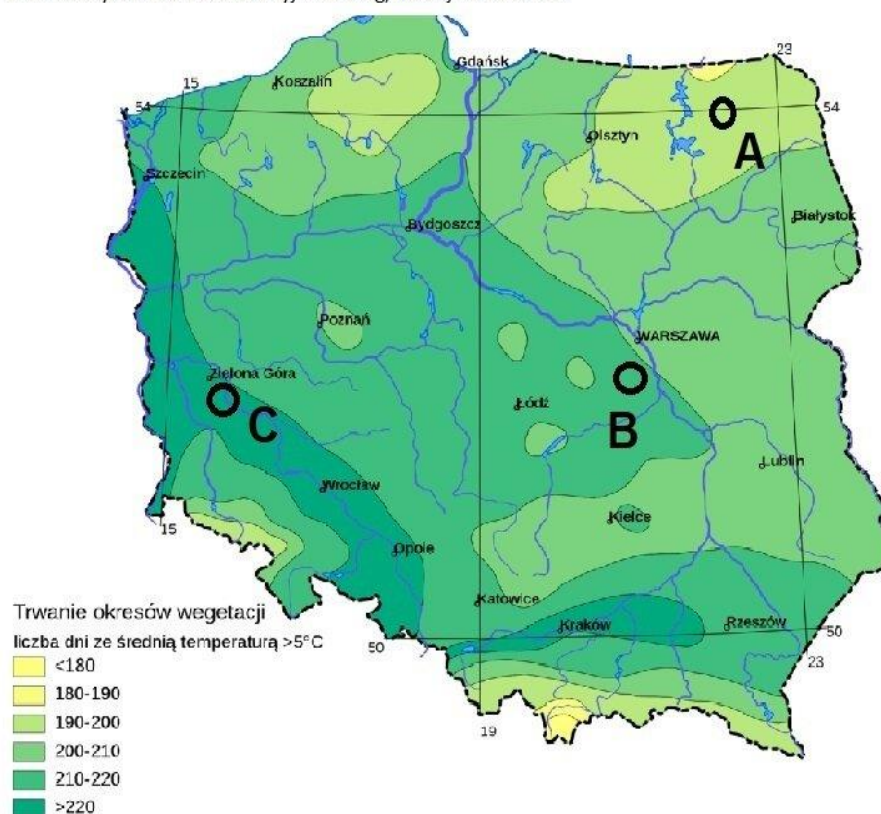 23
15
Gdańsk
Koszalin
54
54
Olsztyn
A
Szczecin
Białystok
Bydgoszcz
Poznań
WARSZAWA
Zielona Góra
C
Łódź
B
Lublin
Wrocław
Kielce
15
Opole
Trwanie okresów wegetacji
Katowice
Kraków
Rzeszów
50
liczba dni ze średnią temperaturą >5°C
50
23
<180
180-190
190-200
19
200-210
210-220
>220